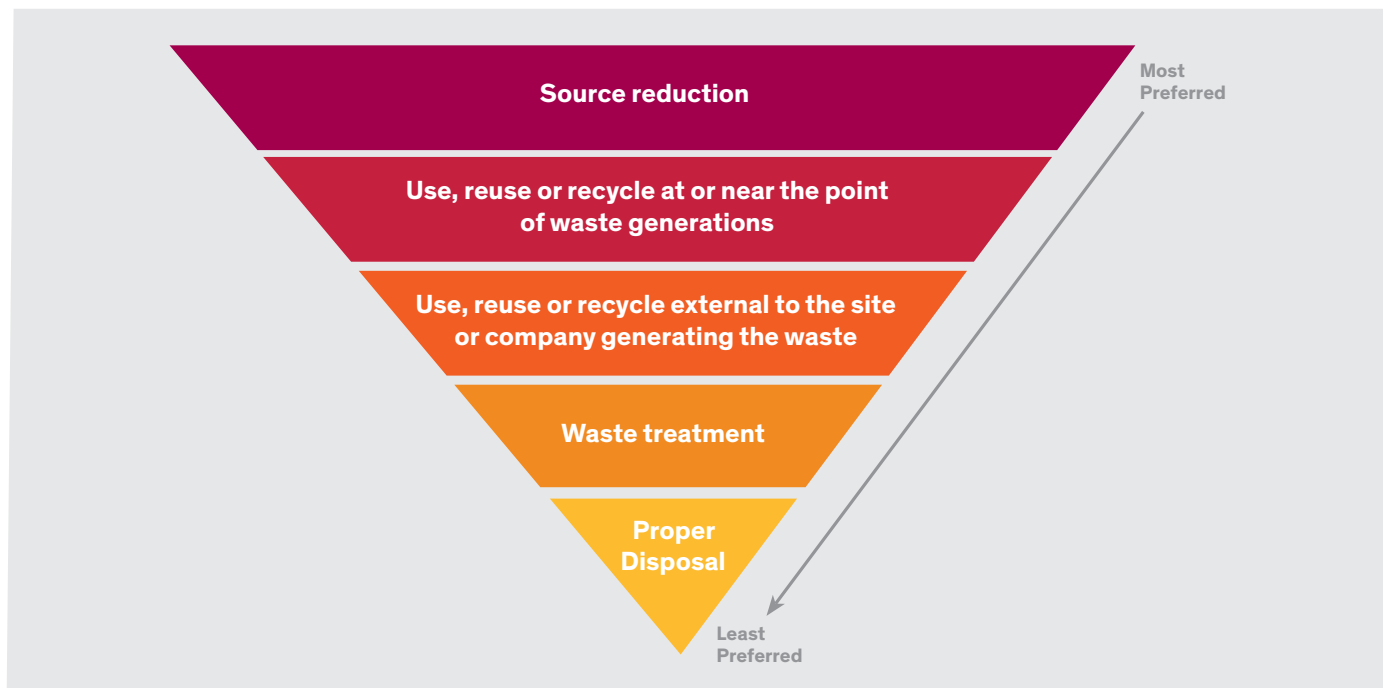 Source reduction
Most
Preferred
Use, reuse or recycle at or near the point
of waste generations
Use, reuse or recycle external to the site
or company generating the waste
Waste treatment
Proper
Disposal
Least
Preferred